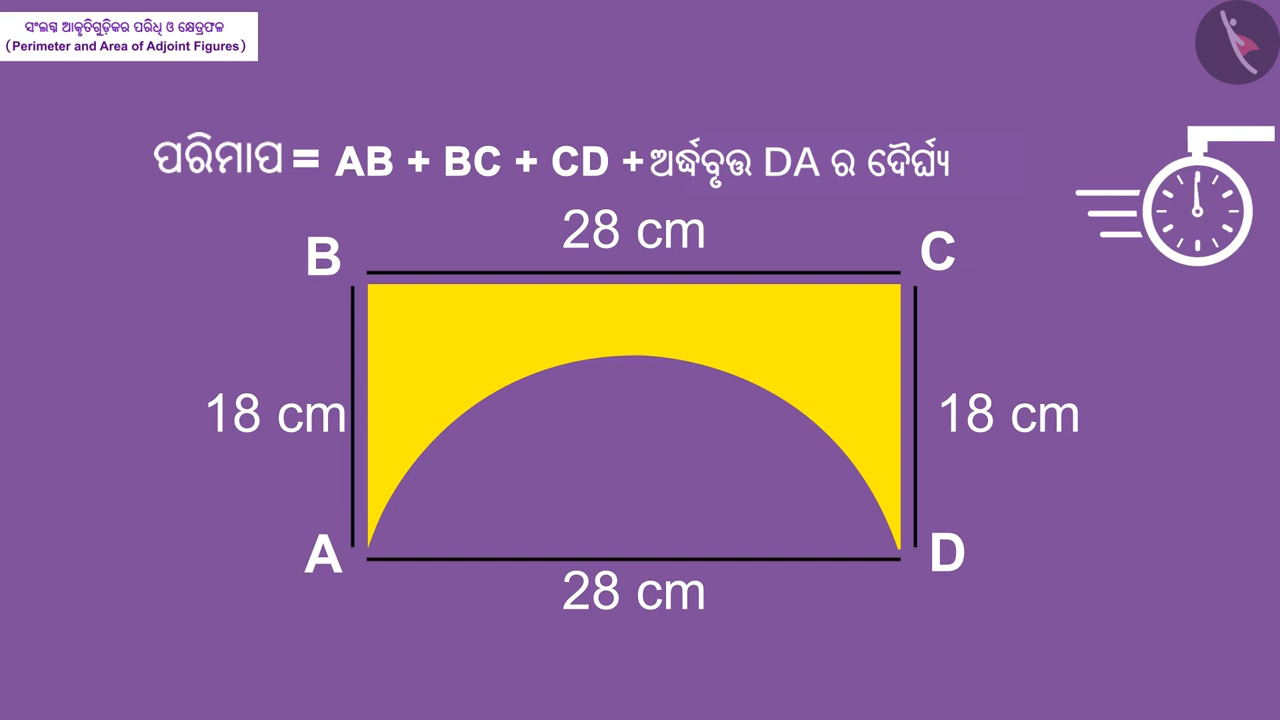 ସଂଲଗ୍ନ ଆକୃତିଗୁଡ଼ିକର ପରିଧି ଓ କ୍ଷେତ୍ରଫଳ
(Perimeter and Area of Adjoint Figures)
ପରିମାପ = AB + BC + CD + ଅର୍ଦ୍ଧବୃତ୍ତ DA ର ଦୈର୍ଘ୍ୟ
28 cm
B
C
18 cm
18 cm
A
D
28 cm